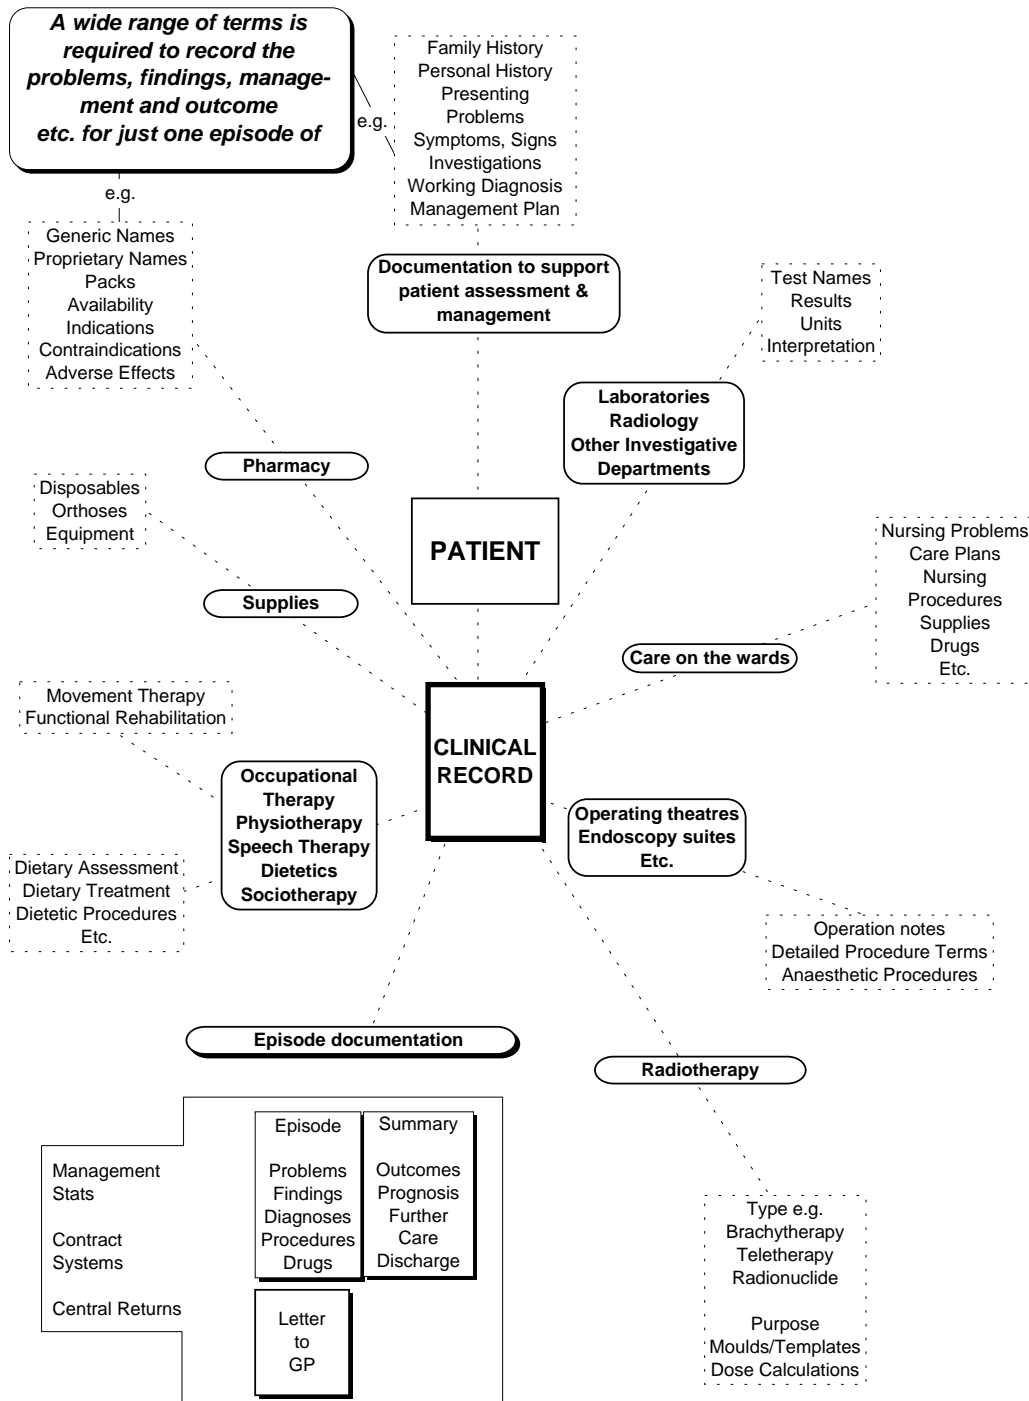 A wide range of terms is
required to record the
problems, findings, manage-
ment and outcome
etc. for just one episode of
e.g.
Family History
Personal History
Presenting
Problems
Symptoms, Signs
Investigations
Working Diagnosis
Management Plan
e.g.
Generic Names
Proprietary Names
Packs
Availability
Indications
Contraindications
Adverse Effects
Documentation to support
patient assessment &
management
Test Names
Results
Units
Interpretation
Laboratories
Radiology
Other Investigative
Departments
Pharmacy
Disposables
Orthoses
Equipment
PATIENT
Nursing Problems
Care Plans
Nursing
Procedures
Supplies
Drugs
Etc.
Supplies
Care on the wards
Movement Therapy
Functional Rehabilitation
CLINICAL
RECORD
Occupational
Therapy
Physiotherapy
Speech Therapy
Dietetics
Sociotherapy
Operating theatres
Endoscopy suites
Etc.
Dietary Assessment
Dietary Treatment
Dietetic Procedures
Etc.
Operation notes
Detailed Procedure Terms
Anaesthetic Procedures
Episode documentation
Radiotherapy
Management
Stats
Contract
Systems
Central Returns
Episode
Problems
Findings
Diagnoses
Procedures
Drugs
Summary
Outcomes
Prognosis
Further
Care
Discharge
Letter
to
GP
Type e.g.
Brachytherapy
Teletherapy
Radionuclide
Purpose
Moulds/Templates
Dose Calculations